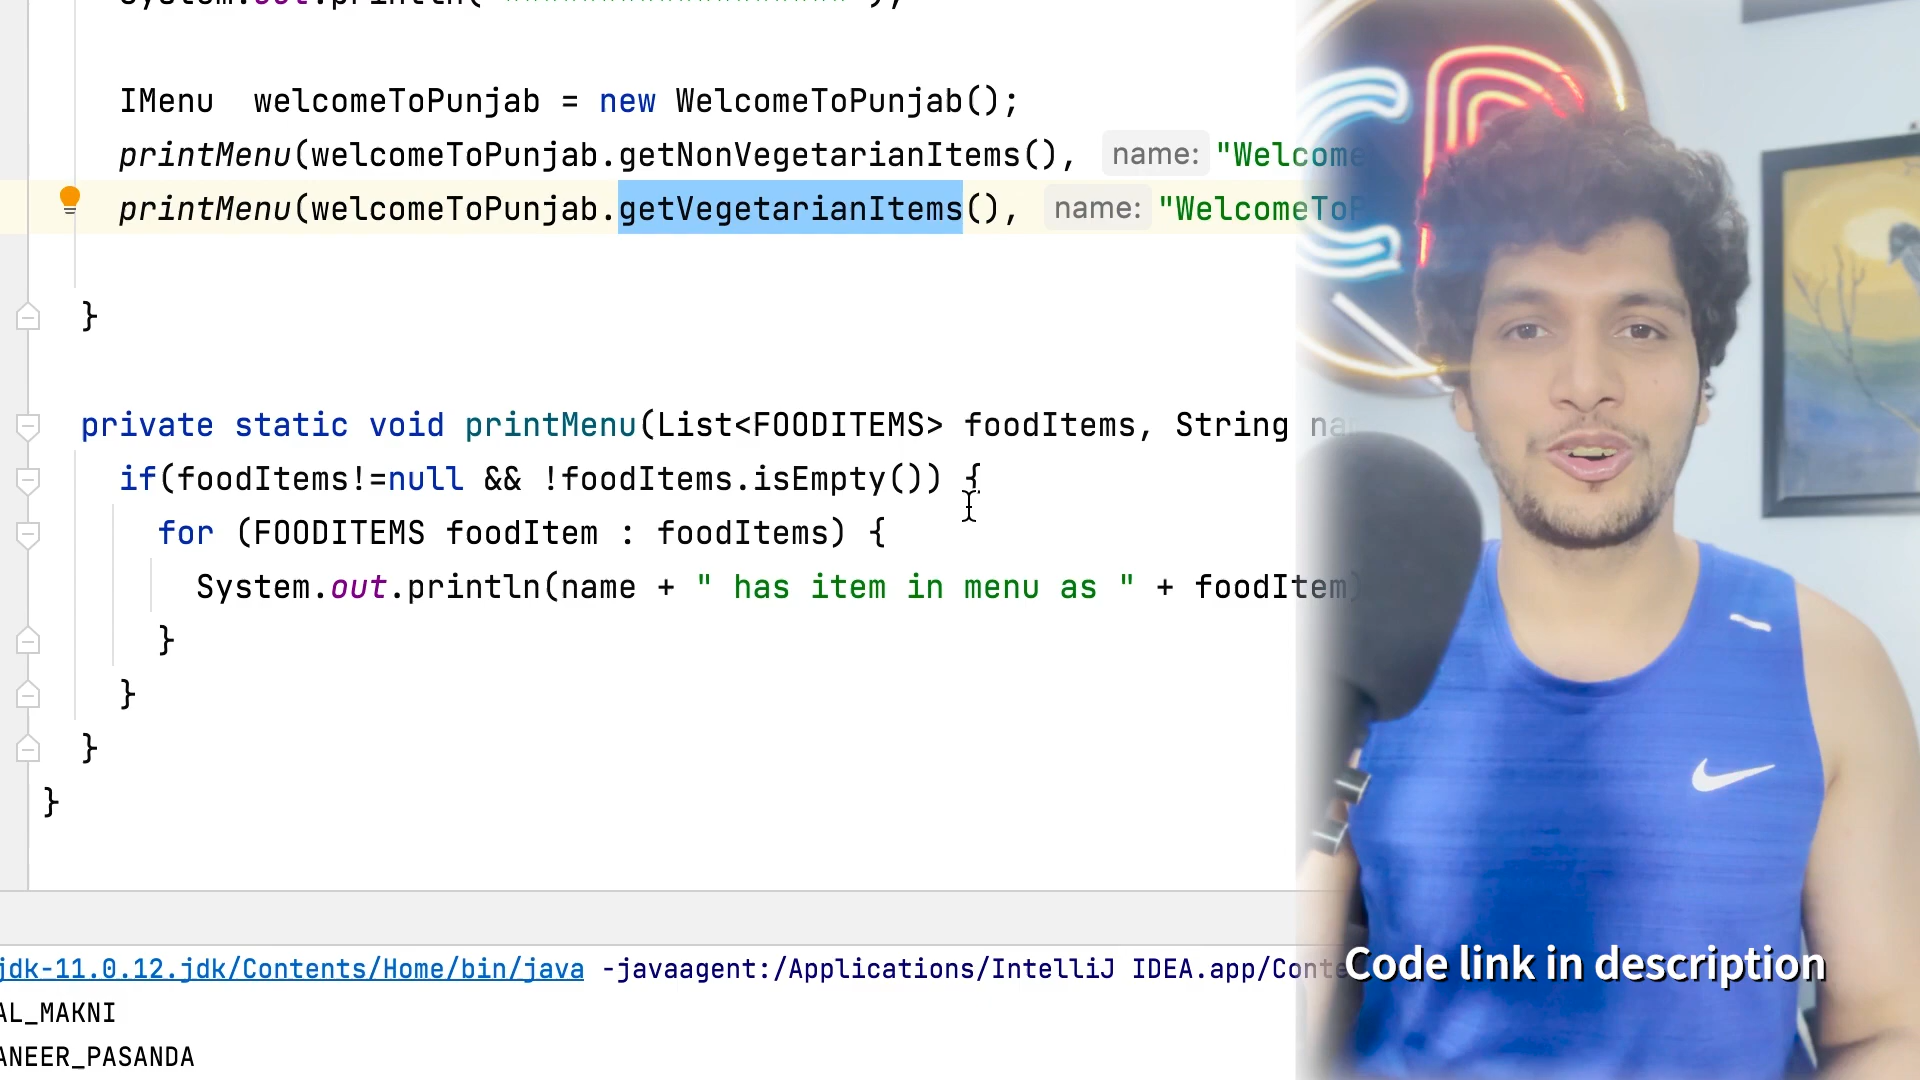 System.out.println(
IMenu  welcomeToPunjab = new WelcomeToPunjab();
printMenu(welcomeToPunjab.getNonVegetarianItems(), name: "Welcome
printMenu(welcomeToPunjab.getVegetarianItems(), name: "WelcomeToP
}
private static void printMenu(List<FOODITEMS> foodItems, String na
if(foodItems!=null && !foodItems.isEmpty()) {
for (FOODITEMS foodItem : foodItems) {
System.out.println(name + " has item in menu as " + foodItem)
}
}
}
}
jdk-11.0.12.jdk/Contents/Home/bin/java -javaagent:/Applications/IntelliJ IDEA.app/Conte
AL_MAKNI
ANEER_PASANDA
Code link in description